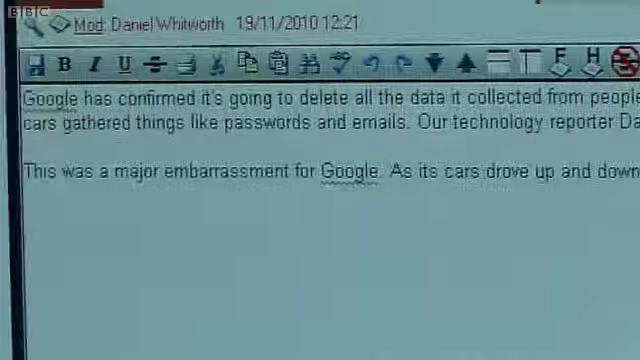 BBC
Mod: Daniel Whitworth 19/11/2010 12:21
B I U F H S
Google has confirmed it's going to delete all the data it collected from people
cars gathered things like passwords and emails. Our technology reporter Da
This was a major embarrassment for Google. As its cars drove up and down